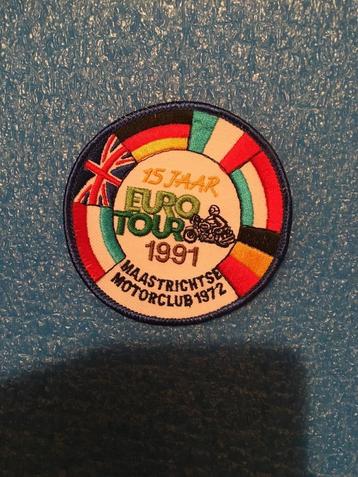 15 JAAR
EURO
TOUR
1991
MAASTRICHTSE
MOTORCLUB 1972